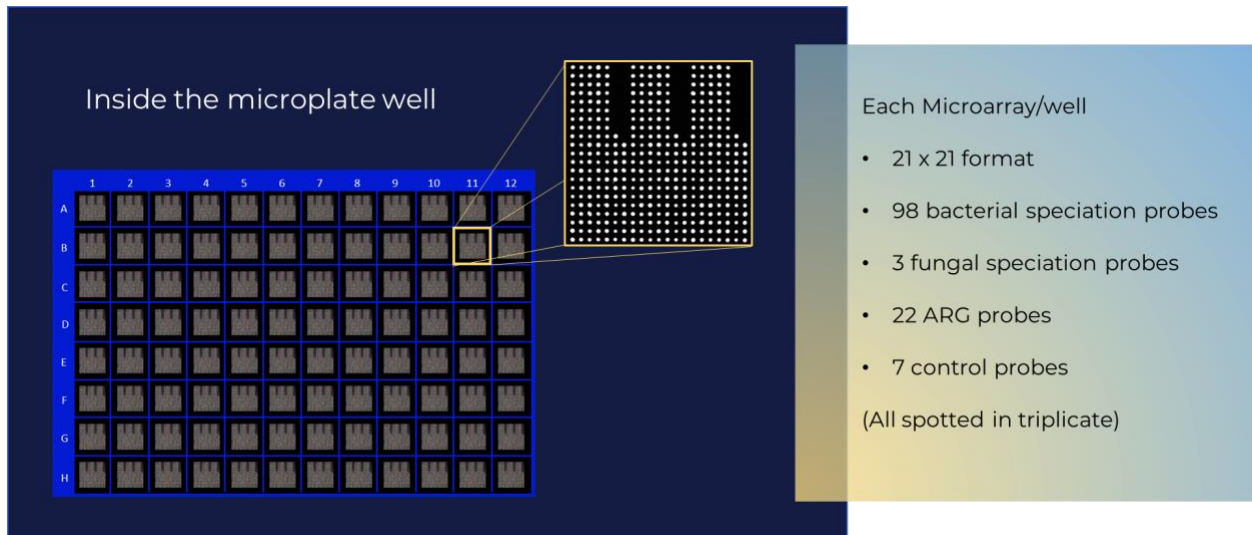 Inside the microplate well
1 2 3 4 5 6 7 8 9 10 11 12
A
B
C
D
E
F
G
H
Each Microarray/well
• 21 x 21 format
• 98 bacterial speciation probes
• 3 fungal speciation probes
• 22 ARG probes
• 7 control probes
(All spotted in triplicate)